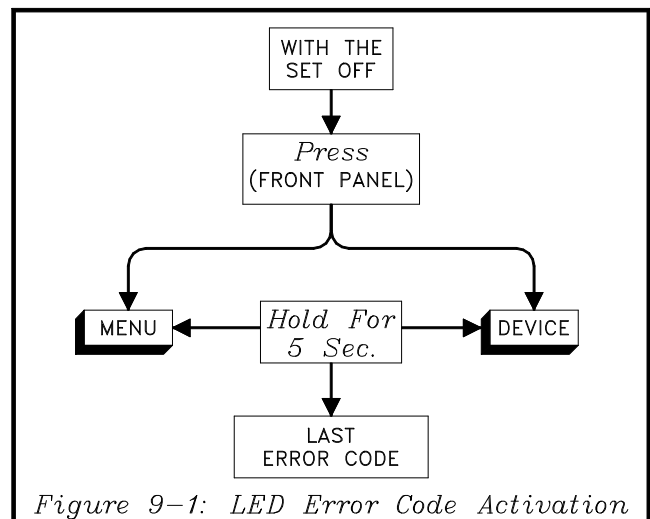 WITH THE
SET OFF
Press
(FRONT PANEL)
MENU
Hold For
5 Sec.
DEVICE
LAST
ERROR CODE
Figure 9-1: LED Error Code Activation